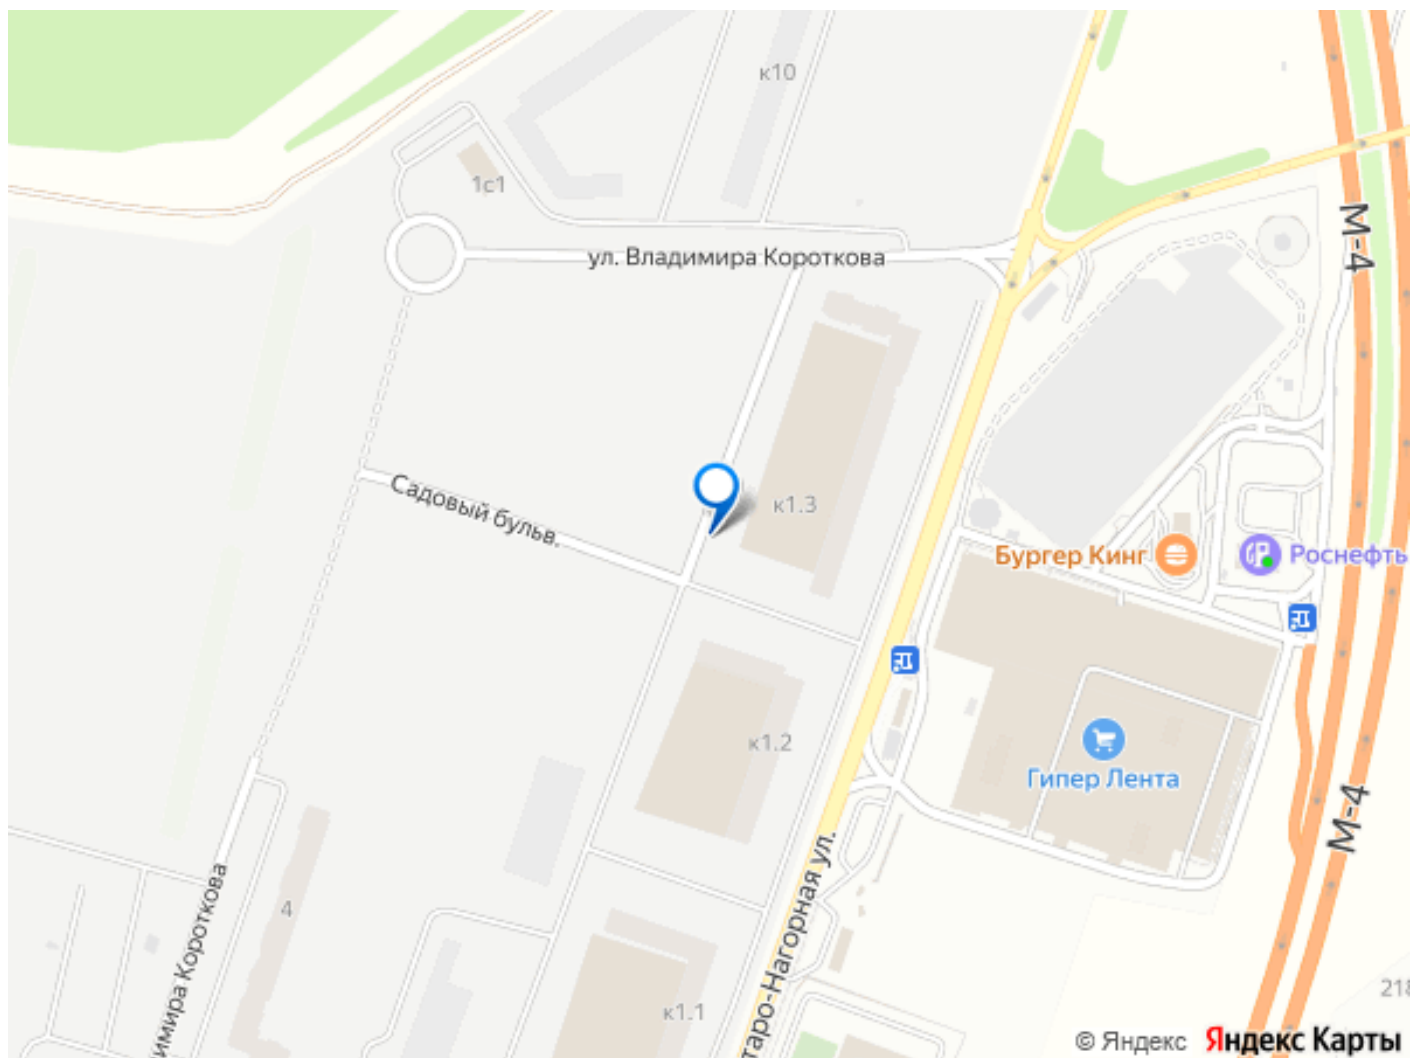 к10
1с1
ул. Владимира Короткова
М-4
Садовый бульв.
к1.3
Бургер Кинг
Роснефть
к1.2
Гипер Лента
М-4
4
имира Короткова
таро-Нагорная ул.
к1.1
218
© Яндекс Яндекс Карты